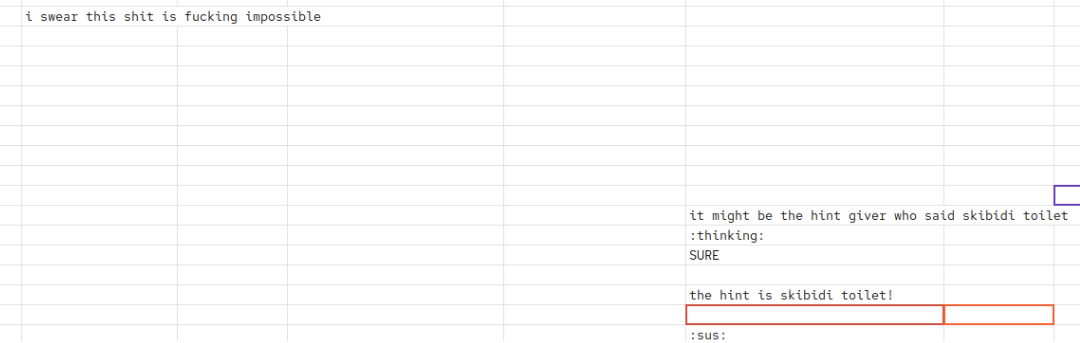 i swear this shit is fucking impossible
it might be the hint giver who said skibidi toilet
:thinking:
SURE
the hint is skibidi toilet!
:sus: